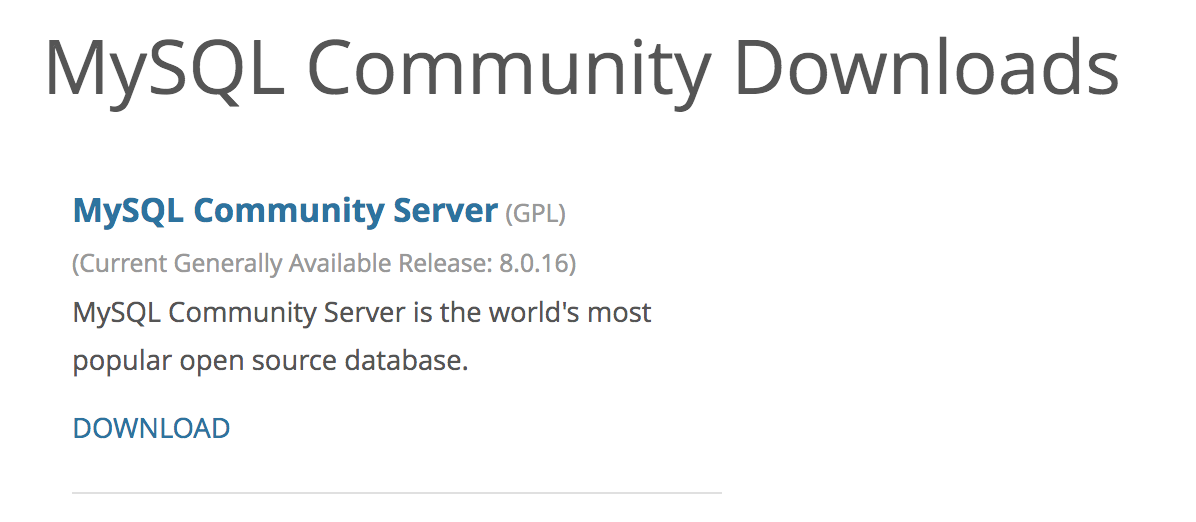 MySQL Community Downloads
MySQL Community Server (GPL)
(Current Generally Available Release: 8.0.16)
MySQL Community Server is the world's most
popular open source database.
DOWNLOAD